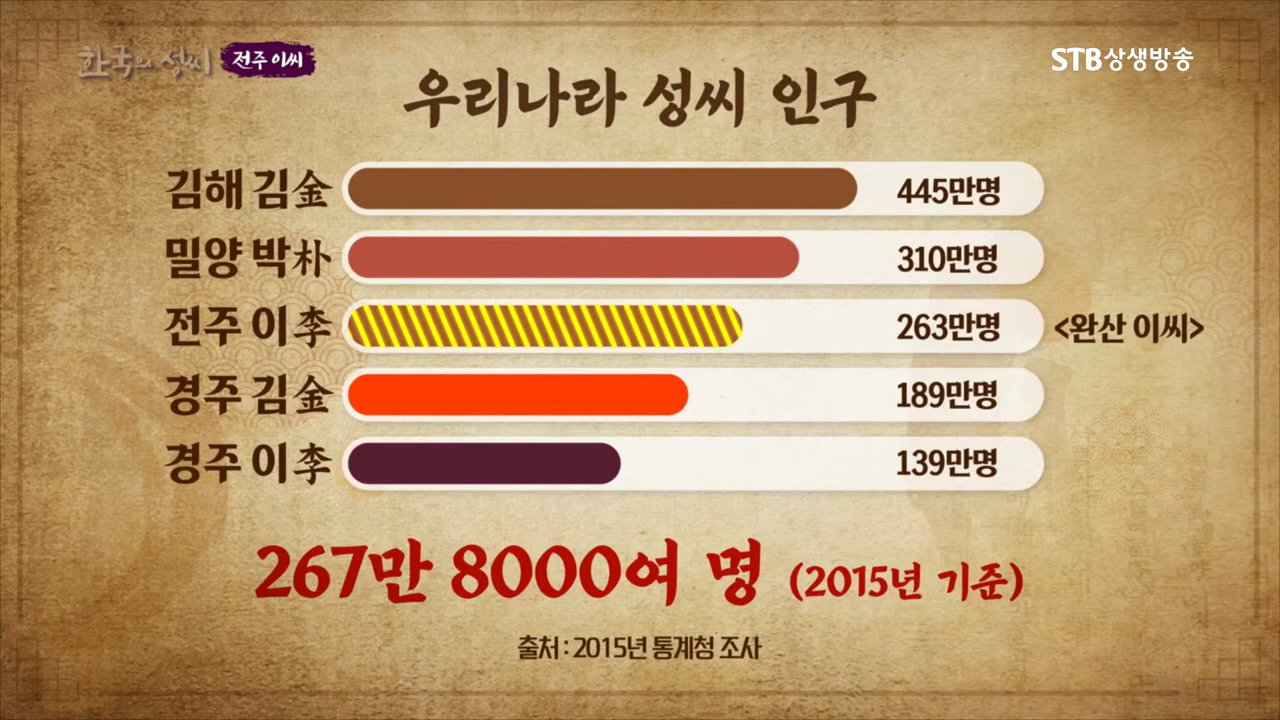 한국의 성씨 전주 이씨
STB상생방송
우리나라 성씨 인구
김해 김金 445만명
밀양 박朴 310만명
전주 이李 263만명 <완산 이씨>
경주 김金 189만명
경주 이李 139만명
267만 8000여 명 (2015년 기준)
출처 : 2015년 통계청 조사